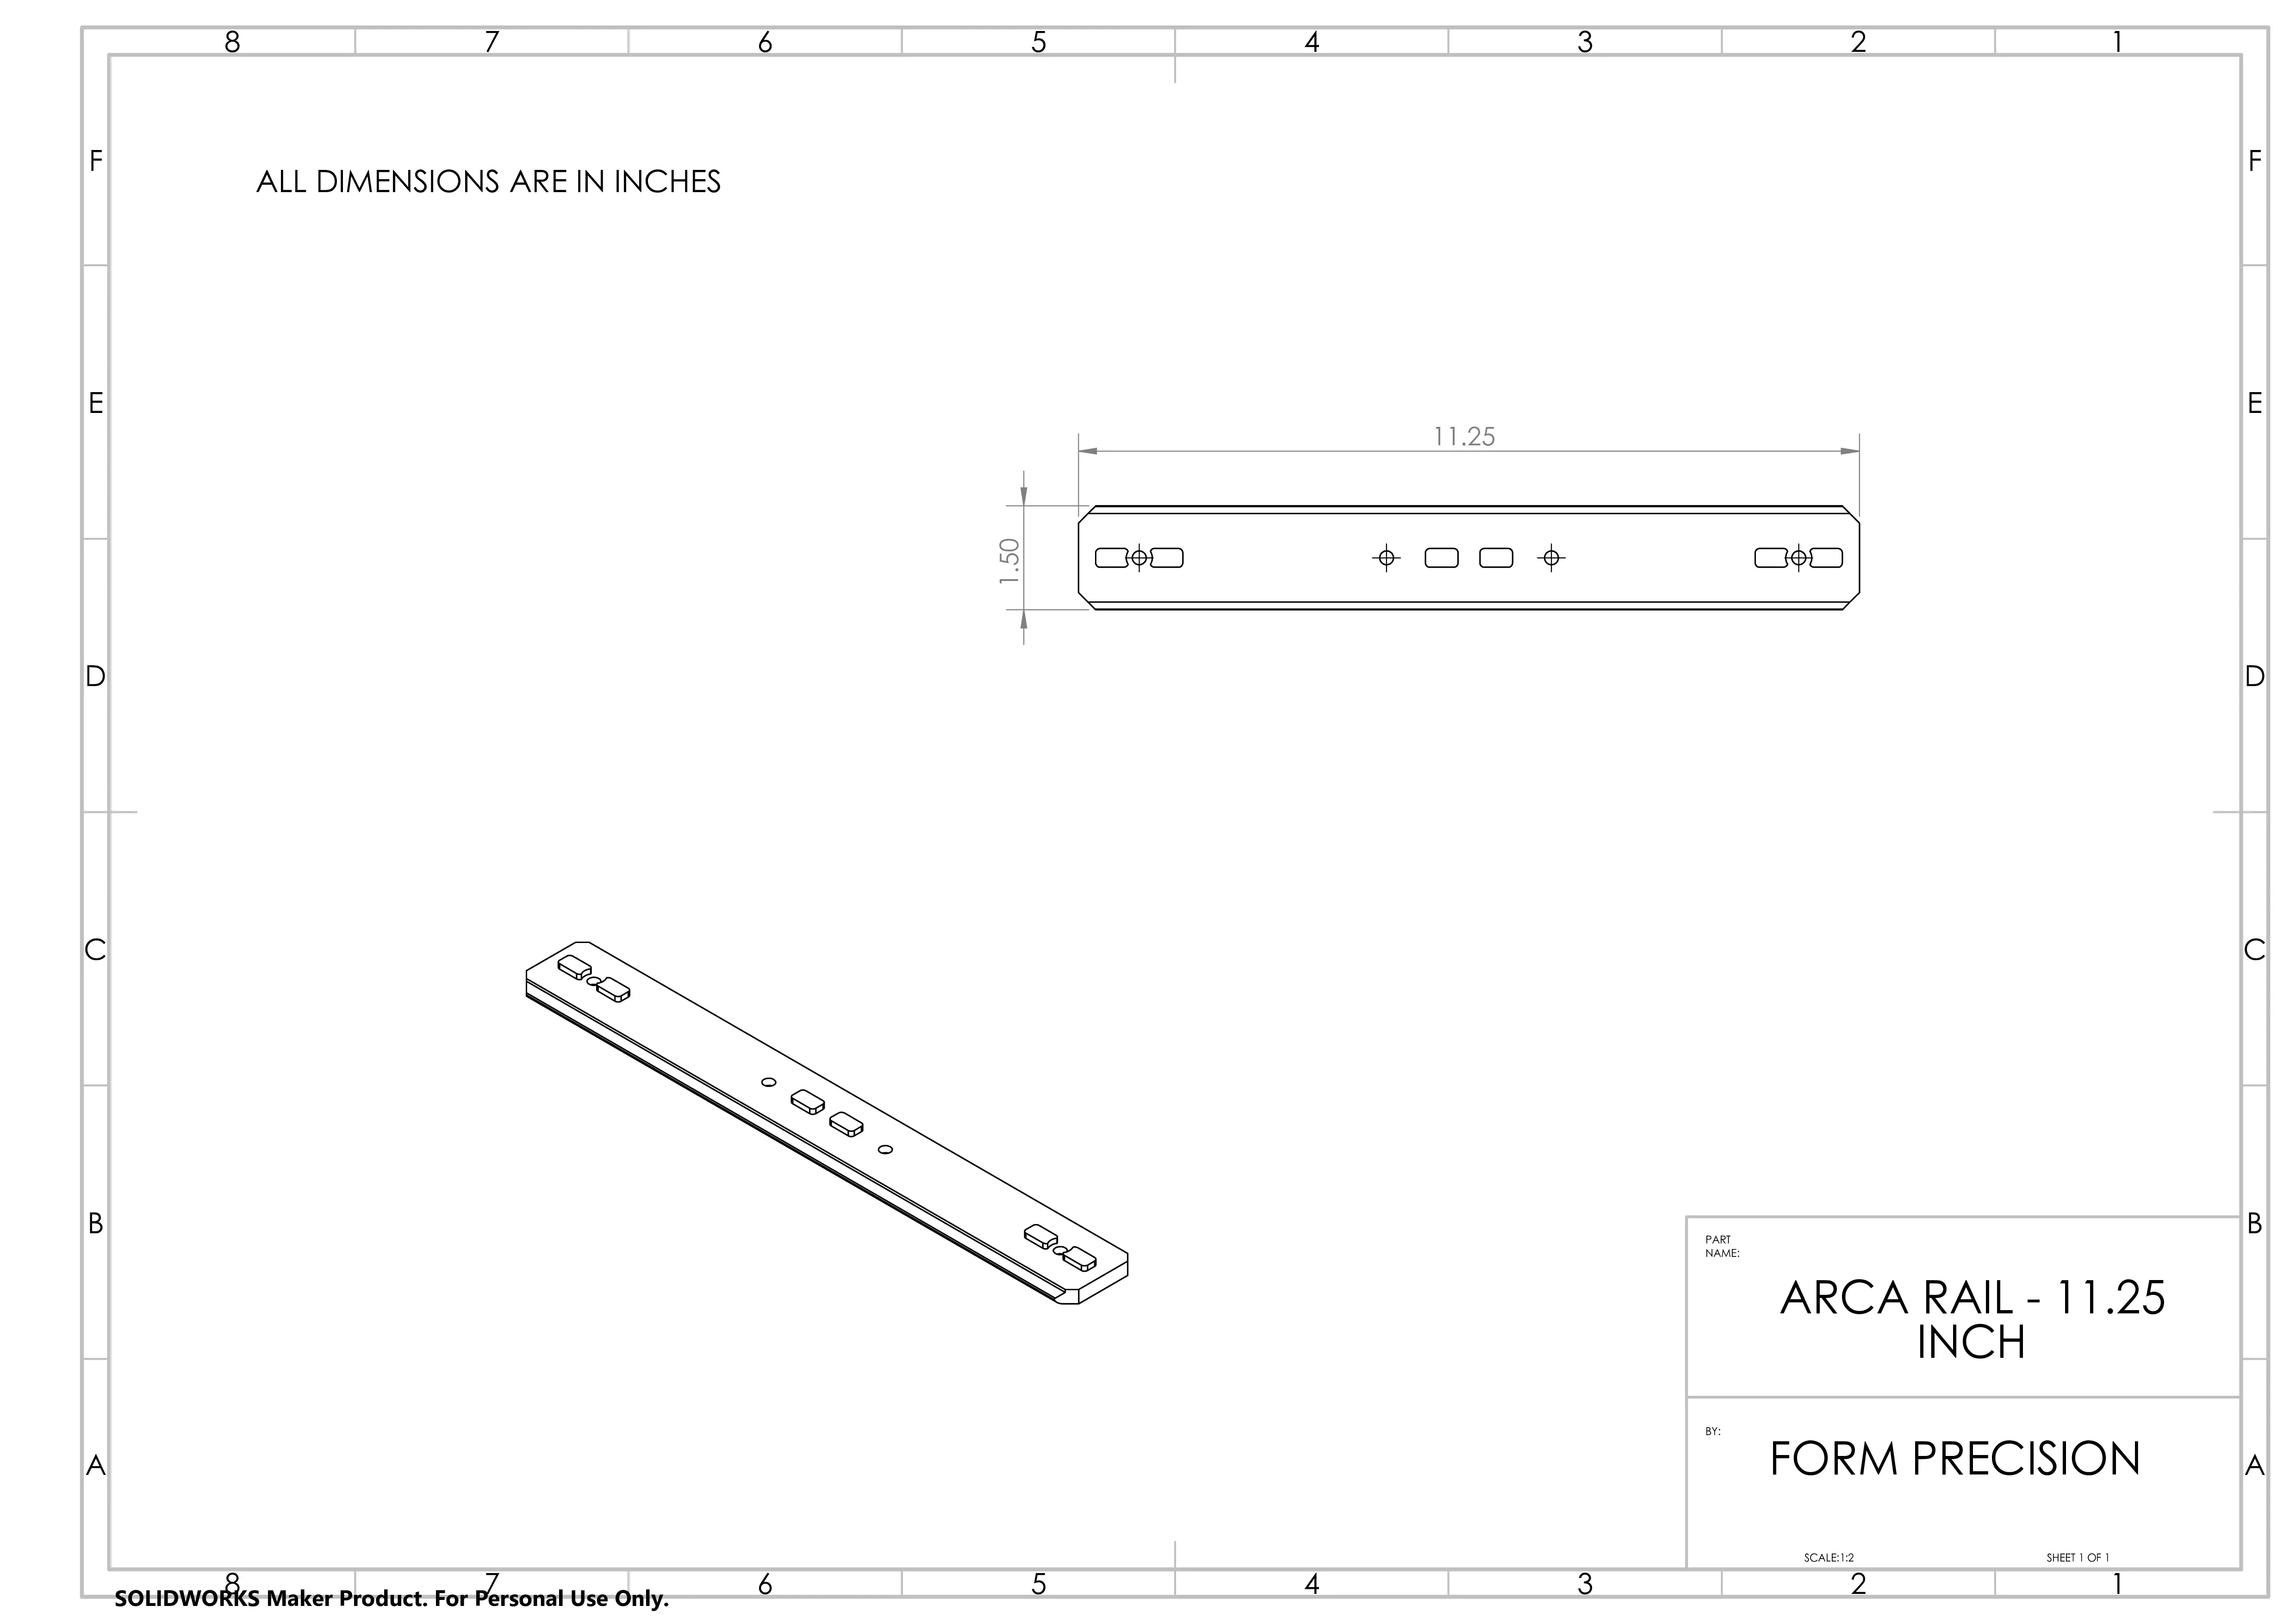 8 7 6 5 4 3 2 1
F F
ALL DIMENSIONS ARE IN INCHES
E E
11.25
1.50
D D
C C
B B
PART
NAME:
ARCA RAIL - 11.25
INCH
BY:
FORM PRECISION
A A
SCALE:1:2 SHEET 1 OF 1
8 7 6 5 4 3 2 1
SOLIDWORKS Maker Product. For Personal Use Only.